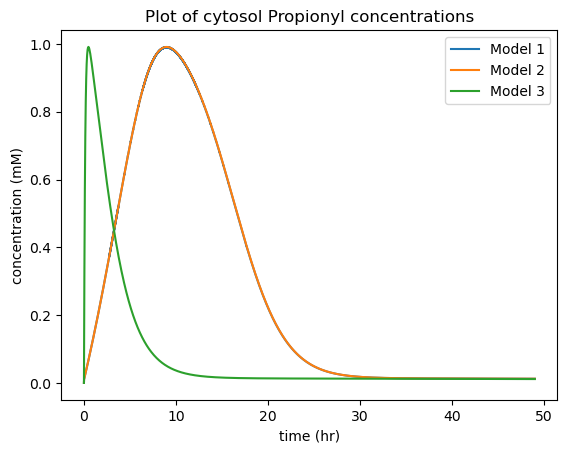 Plot of cytosol Propionyl concentrations
Model 1
Model 2
Model 3
concentration (mM)
1.0
0.8
0.6
0.4
0.2
0.0
0 10 20 30 40 50
time (hr)